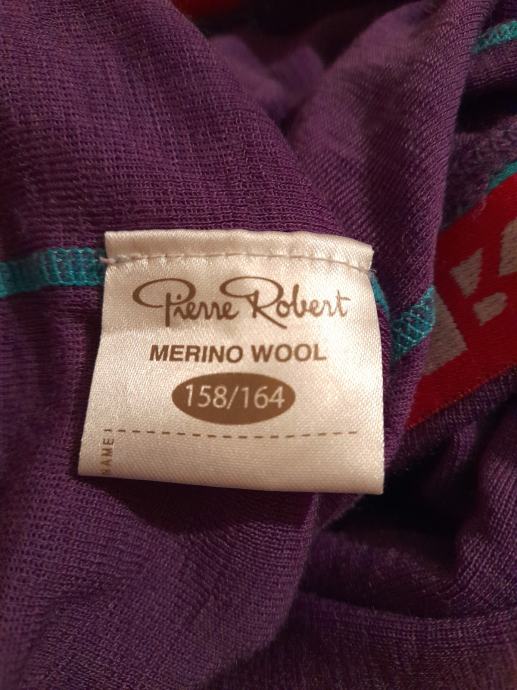 Pierre Robert
MERINO WOOL
158/164
NAME: